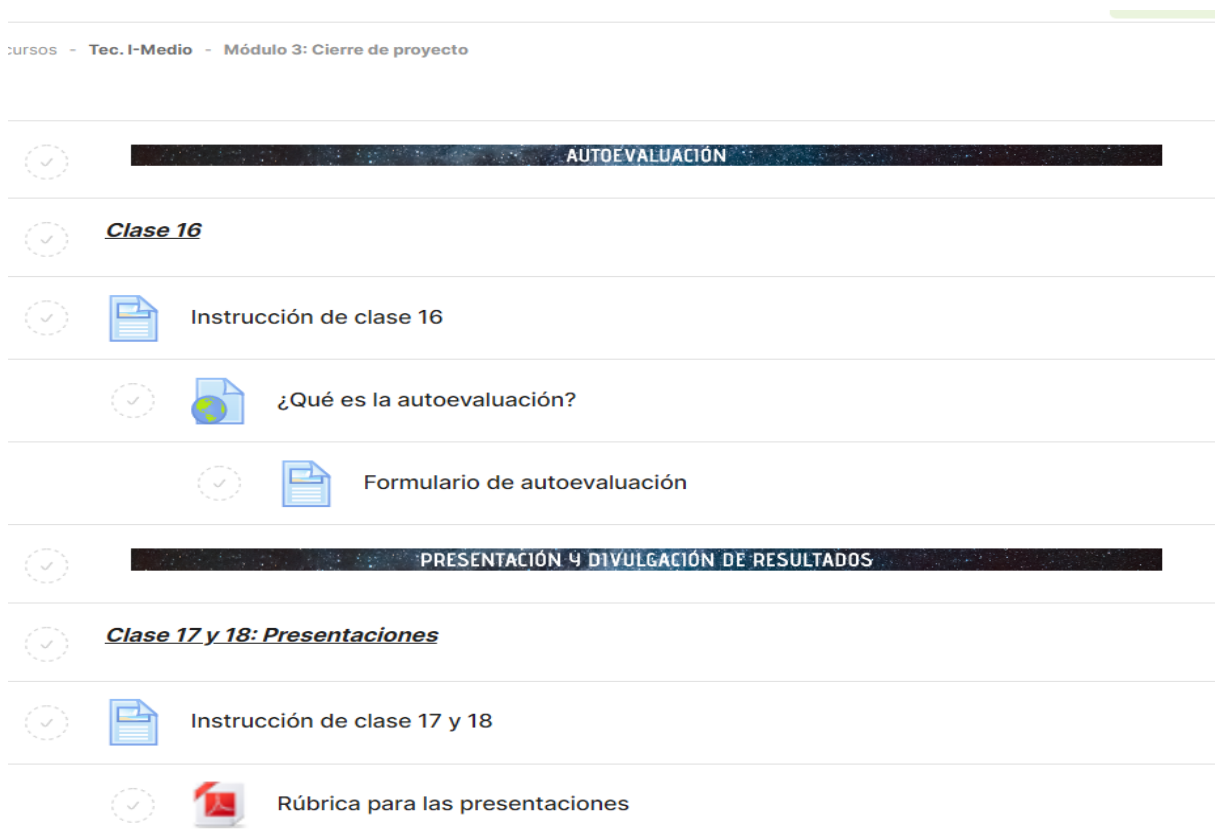 cursos - Tec. I-Medio - Módulo 3: Cierre de proyecto
AUTOEVALUACIÓN
Clase 16
Instrucción de clase 16
¿Qué es la autoevaluación?
Formulario de autoevaluación
PRESENTACIÓN Y DIVULGACIÓN DE RESULTADOS
Clase 17 y 18: Presentaciones
Instrucción de clase 17 y 18
Rúbrica para las presentaciones